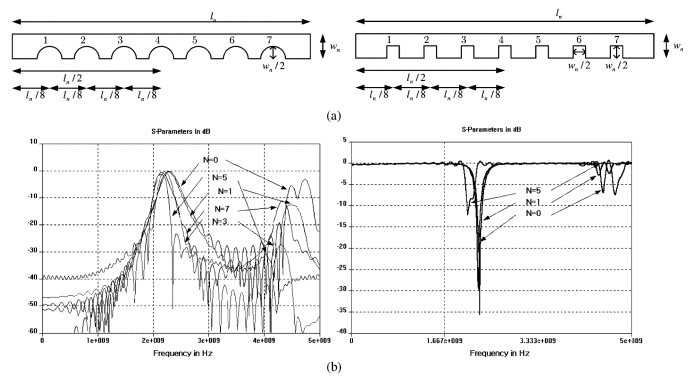 l_n
l_n
1 2 3 4 5 6 7
w_n
w_n/2
1 2 3 4 5 6 7
w_n
w_n/2
w_n/2
l_n/2
l_n/8 l_n/8 l_n/8 l_n/8
l_n/2
l_n/8 l_n/8 l_n/8 l_n/8
(a)
S-Parameters in dB
10
0
-10
-20
-30
-40
-50
-60
N=0
N=5
N=1
N=7
N=3
0 1e+009 2e+009 3e+009 4e+009 5e+009
Frequency in Hz
S-Parameters in dB
5
0
-5
-10
-15
-20
-25
-30
-35
-40
N=5
N=1
N=0
0 1.667e+009 3.333e+009 5e+009
Frequency in Hz
(b)